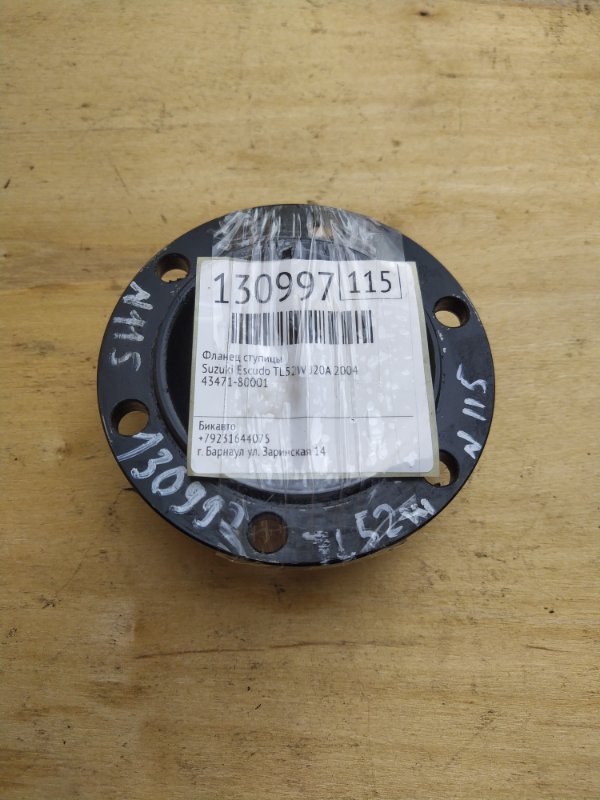 130997 115
Фланец ступицы
Suzuki Escudo TL52W J20A 2004
43471-80001
Бикавто
+79231644075
г. Барнаул ул. Заринская 14
N115
N 115
130997
TL52W